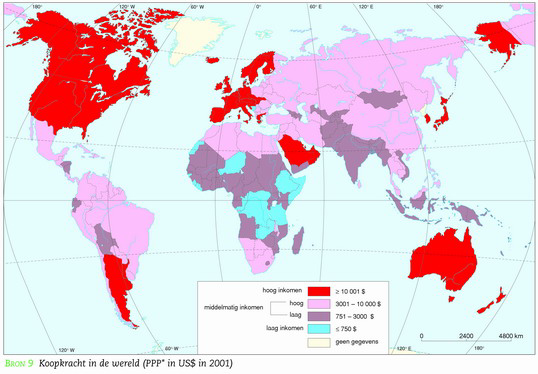 180° 120° W 60° W 0° 60° E 120° E 180°
hoog inkomen ≥ 10 001 $
middelmatig inkomen hoog 3001 – 10 000 $
laag 751 – 3000 $
laag inkomen ≤ 750 $
geen gegevens
0 2400 4800 km
120° W 60° W 120° E 180°
BRON 9 Koopkracht in de wereld (PPP* in US$ in 2001)